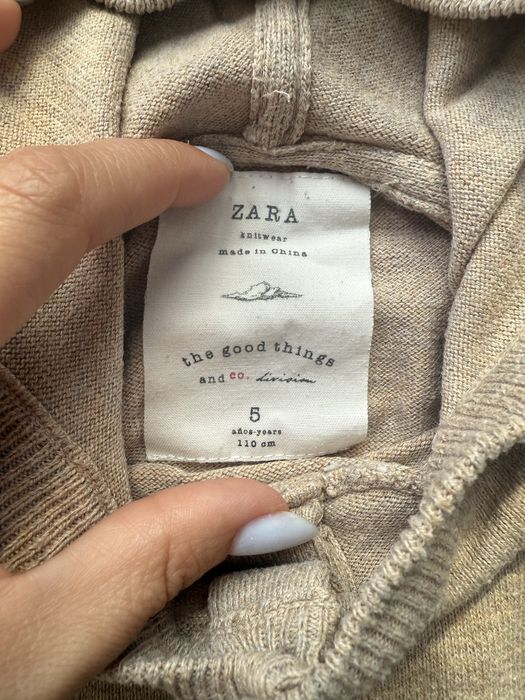 ZARA
knitwear
made in China
the good things
and co. division
5
años-years
110 cm